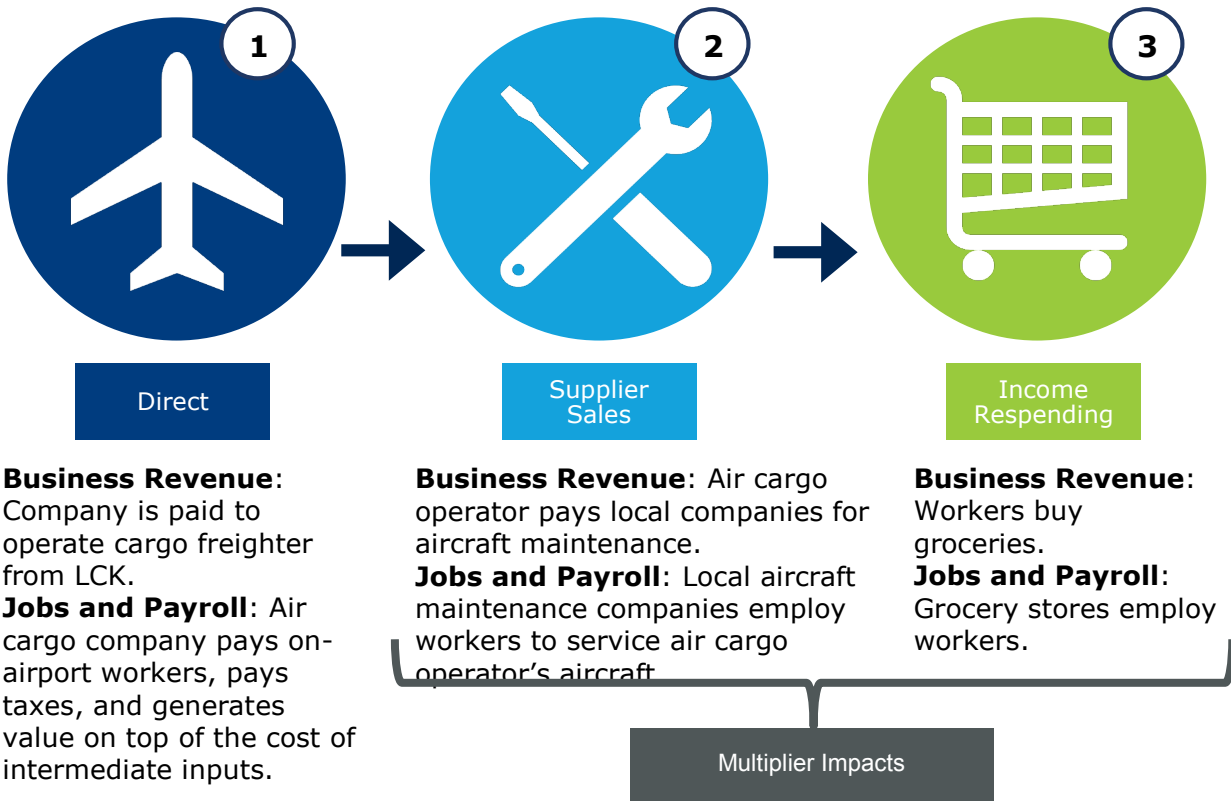 1
2
3
Direct
Supplier
Sales
Income
Respending
Business Revenue:
Company is paid to
operate cargo freighter
from LCK.
Jobs and Payroll: Air
cargo company pays on-
airport workers, pays
taxes, and generates
value on top of the cost of
intermediate inputs.
Business Revenue: Air cargo
operator pays local companies for
aircraft maintenance.
Jobs and Payroll: Local aircraft
maintenance companies employ
workers to service air cargo
operator’s aircraft
Business Revenue:
Workers buy
groceries.
Jobs and Payroll:
Grocery stores employ
workers.
Multiplier Impacts